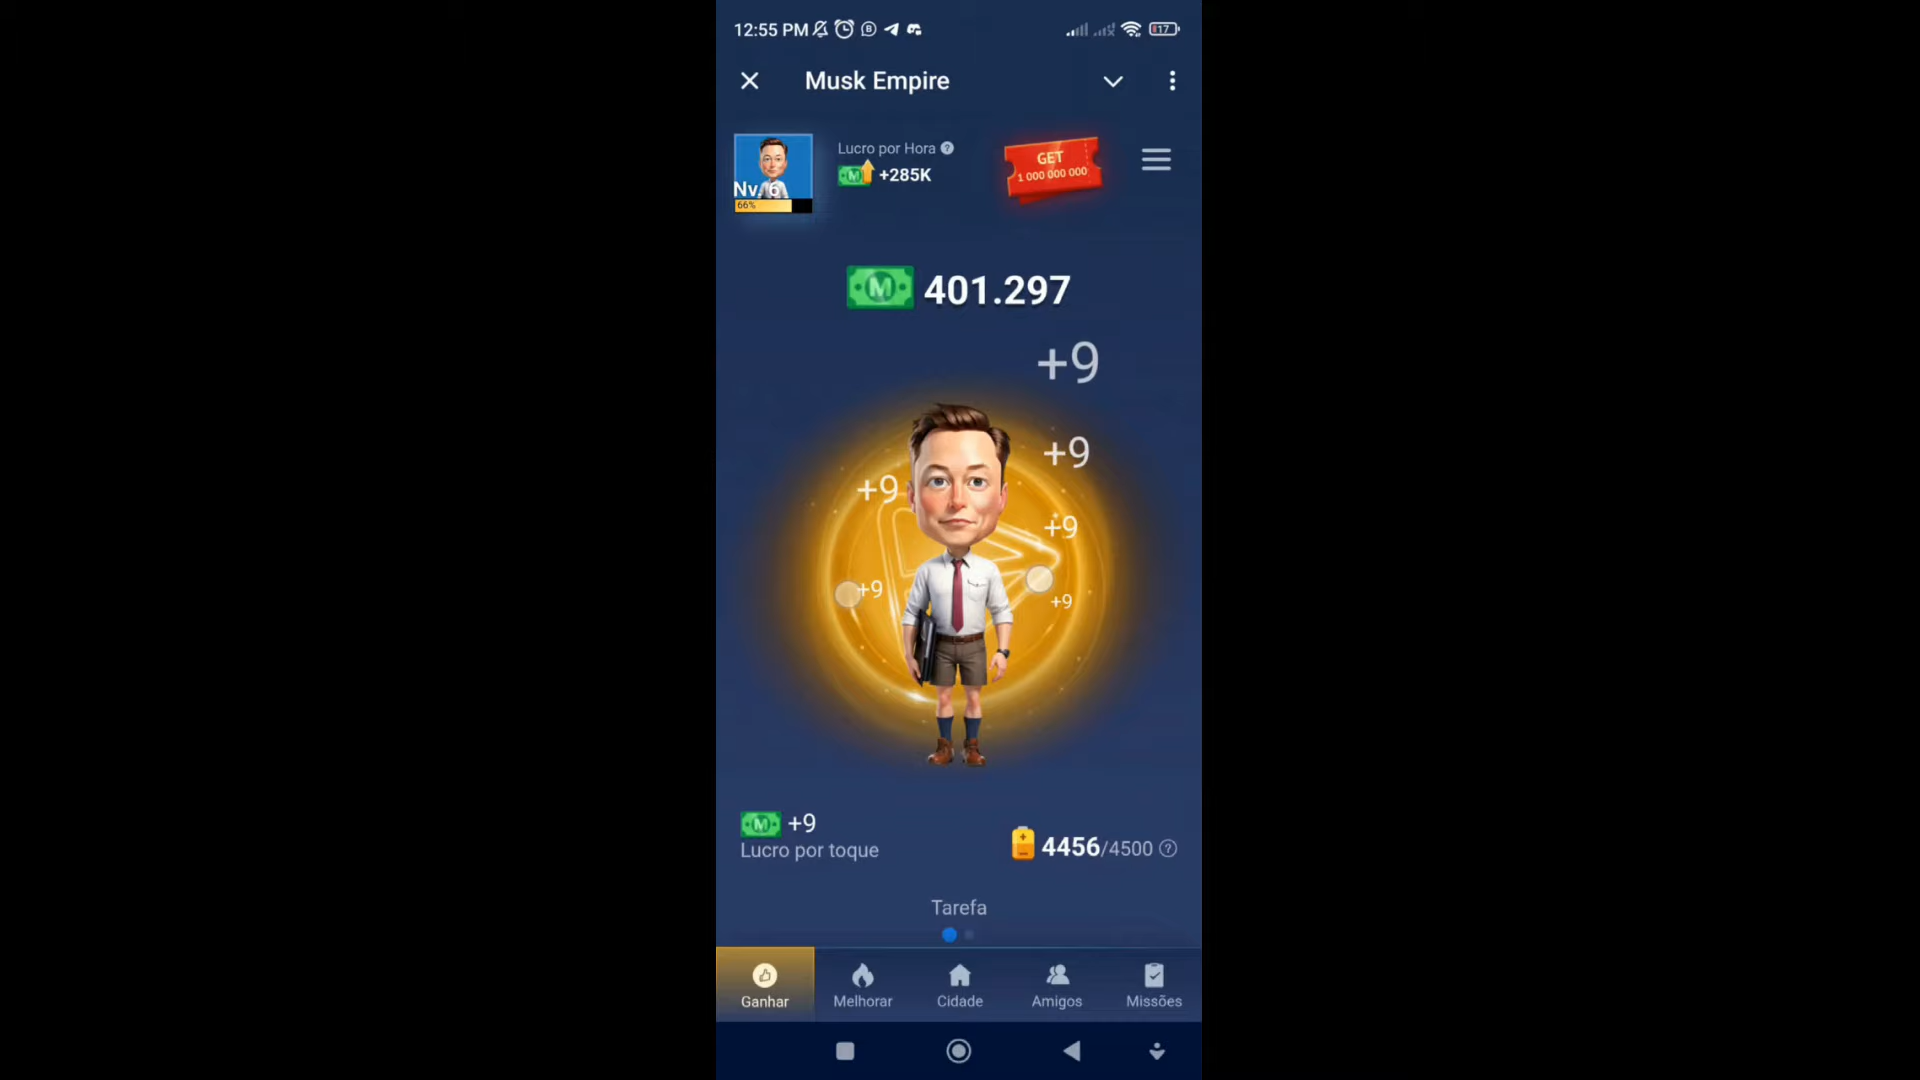 12:55 PM
17
Musk Empire
Lucro por Hora
+285K
GET
1 000 000 000
Nv. 6
66%
M 401.297
+9
+9
+9
+9
+9
+9
M +9
Lucro por toque
4456/4500
Tarefa
Ganhar
Melhorar
Cidade
Amigos
Missões